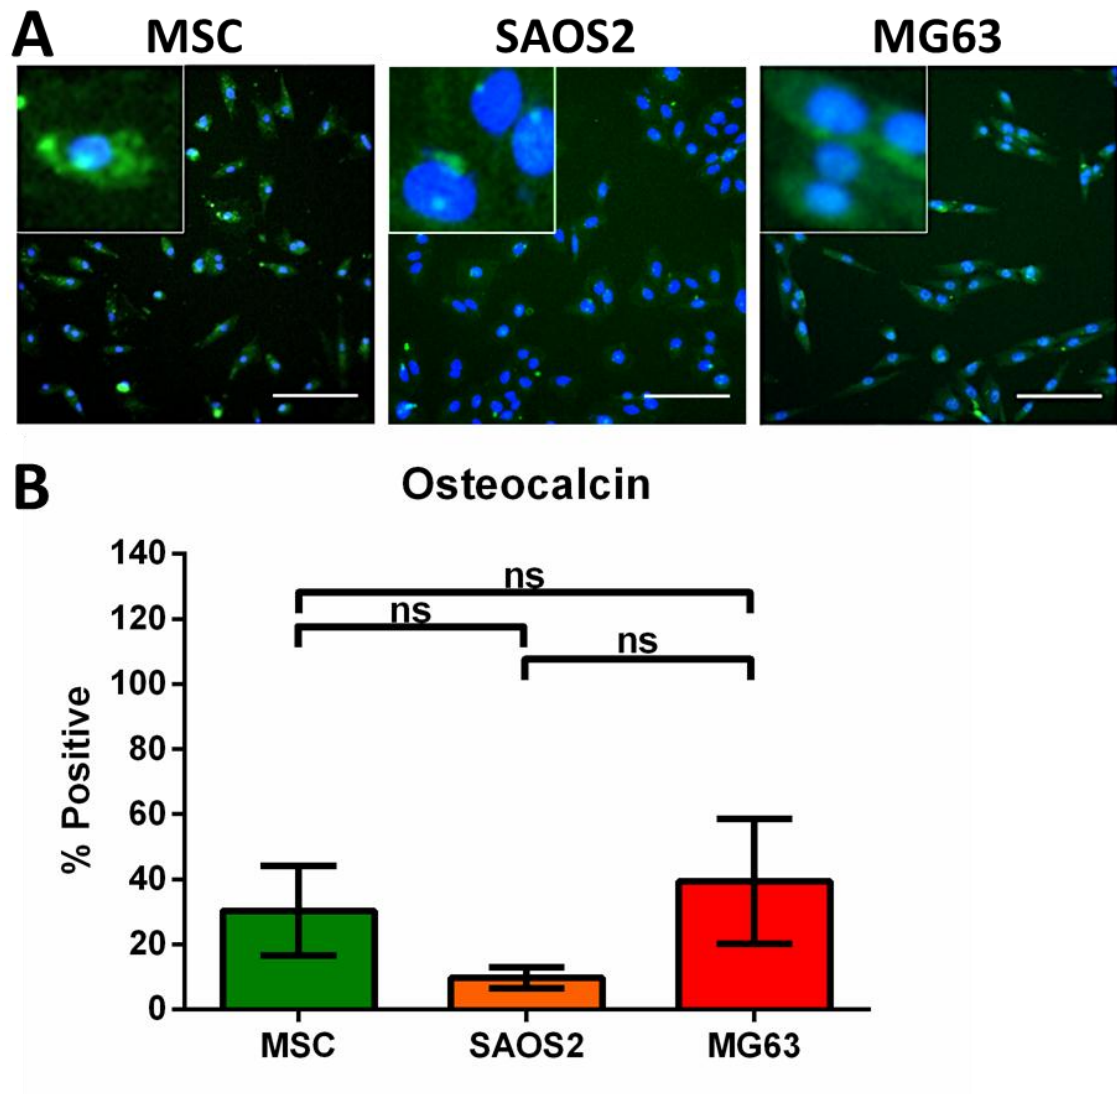 A
MSC
SAOS2
MG63
B
Osteocalcin
140
120
100
80
60
40
20
0
% Positive
ns
ns
ns
MSC
SAOS2
MG63